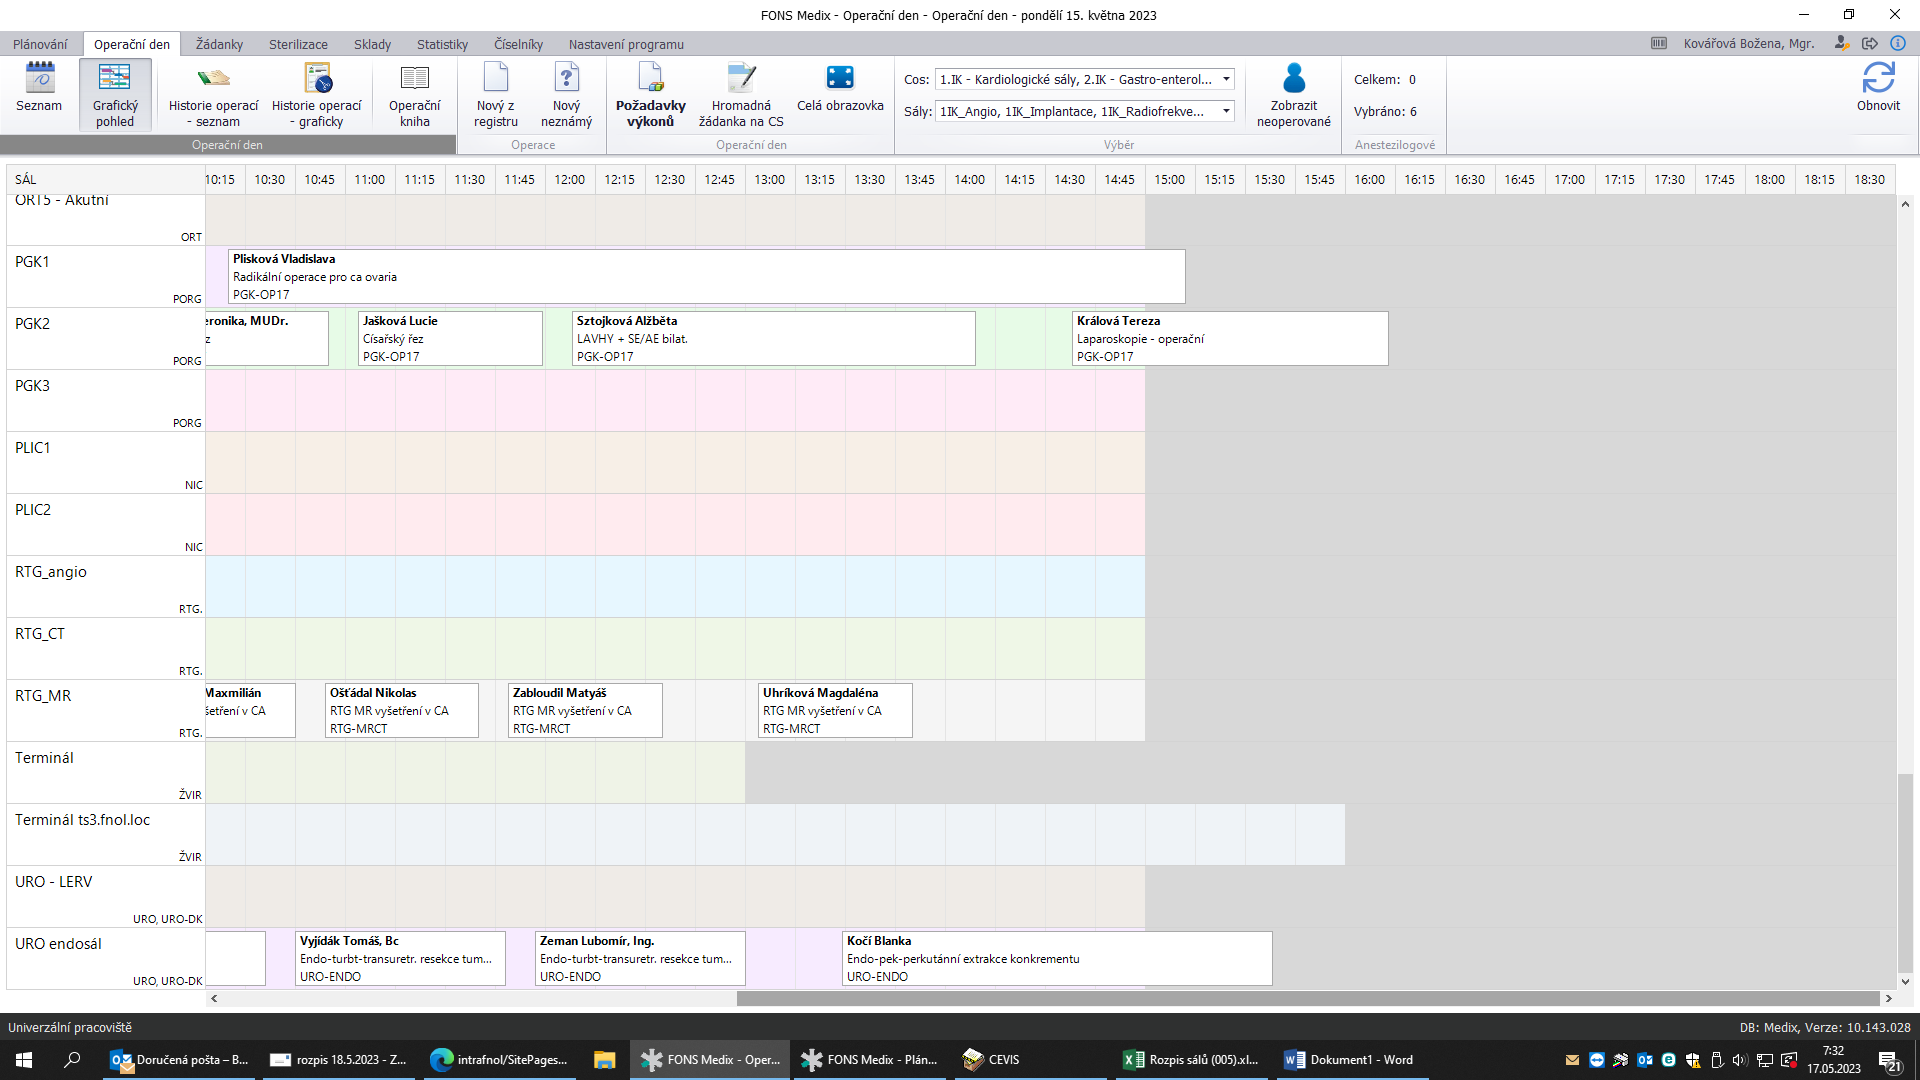 FONS Medix - Operační den - Operační den - pondělí 15. května 2023
Plánování Operační den Žádanky Sterilizace Sklady Statistiky Číselníky Nastavení programu Kovářová Božena, Mgr.
Seznam
Grafický pohled
Historie operací - seznam
Historie operací - graficky
Operační kniha
Operační den
Nový z registru
Nový neznámý
Operace
Požadavky výkonů
Hromadná žádanka na CS
Celá obrazovka
Operační den
Cos: 1.IK - Kardiologické sály, 2.IK - Gastro-enterol...
Sály: 1IK_Angio, 1IK_Implantace, 1IK_Radiofrekve...
Zobrazit neoperované
Výběr
Celkem: 0
Vybráno: 6
Anestezilogové
Obnovit
SÁL 10:15 10:30 10:45 11:00 11:15 11:30 11:45 12:00 12:15 12:30 12:45 13:00 13:15 13:30 13:45 14:00 14:15 14:30 14:45 15:00 15:15 15:30 15:45 16:00 16:15 16:30 16:45 17:00 17:15 17:30 17:45 18:00 18:15 18:30
ORT5 - Akutní
ORT
PGK1
PORG
Plisková Vladislava
Radikální operace pro ca ovaria
PGK-OP17
PGK2
PORG
eronika, MUDr.
z
Jašková Lucie
Císařský řez
PGK-OP17
Sztojková Alžběta
LAVHY + SE/AE bilat.
PGK-OP17
Králová Tereza
Laparoskopie - operační
PGK-OP17
PGK3
PORG
PLIC1
NIC
PLIC2
NIC
RTG_angio
RTG.
RTG_CT
RTG.
RTG_MR
RTG.
Maxmilián
šetření v CA
Ošťádal Nikolas
RTG MR vyšetření v CA
RTG-MRCT
Zabloudil Matyáš
RTG MR vyšetření v CA
RTG-MRCT
Uhríková Magdaléna
RTG MR vyšetření v CA
RTG-MRCT
Terminál
ŽVIR
Terminál ts3.fnol.loc
ŽVIR
URO - LERV
URO, URO-DK
URO endosál
URO, URO-DK
Vyjídák Tomáš, Bc
Endo-turbt-transuretr. resekce tum...
URO-ENDO
Zeman Lubomír, Ing.
Endo-turbt-transuretr. resekce tum...
URO-ENDO
Kočí Blanka
Endo-pek-perkutánní extrakce konkrementu
URO-ENDO
Univerzální pracoviště DB: Medix, Verze: 10.143.028
Doručená pošta – B... rozpis 18.5.2023 - Z... intrafnol/SitePages... FONS Medix - Oper... FONS Medix - Plán... CEVIS Rozpis sálů (005).xl... Dokument1 - Word
7:32
17.05.2023
21